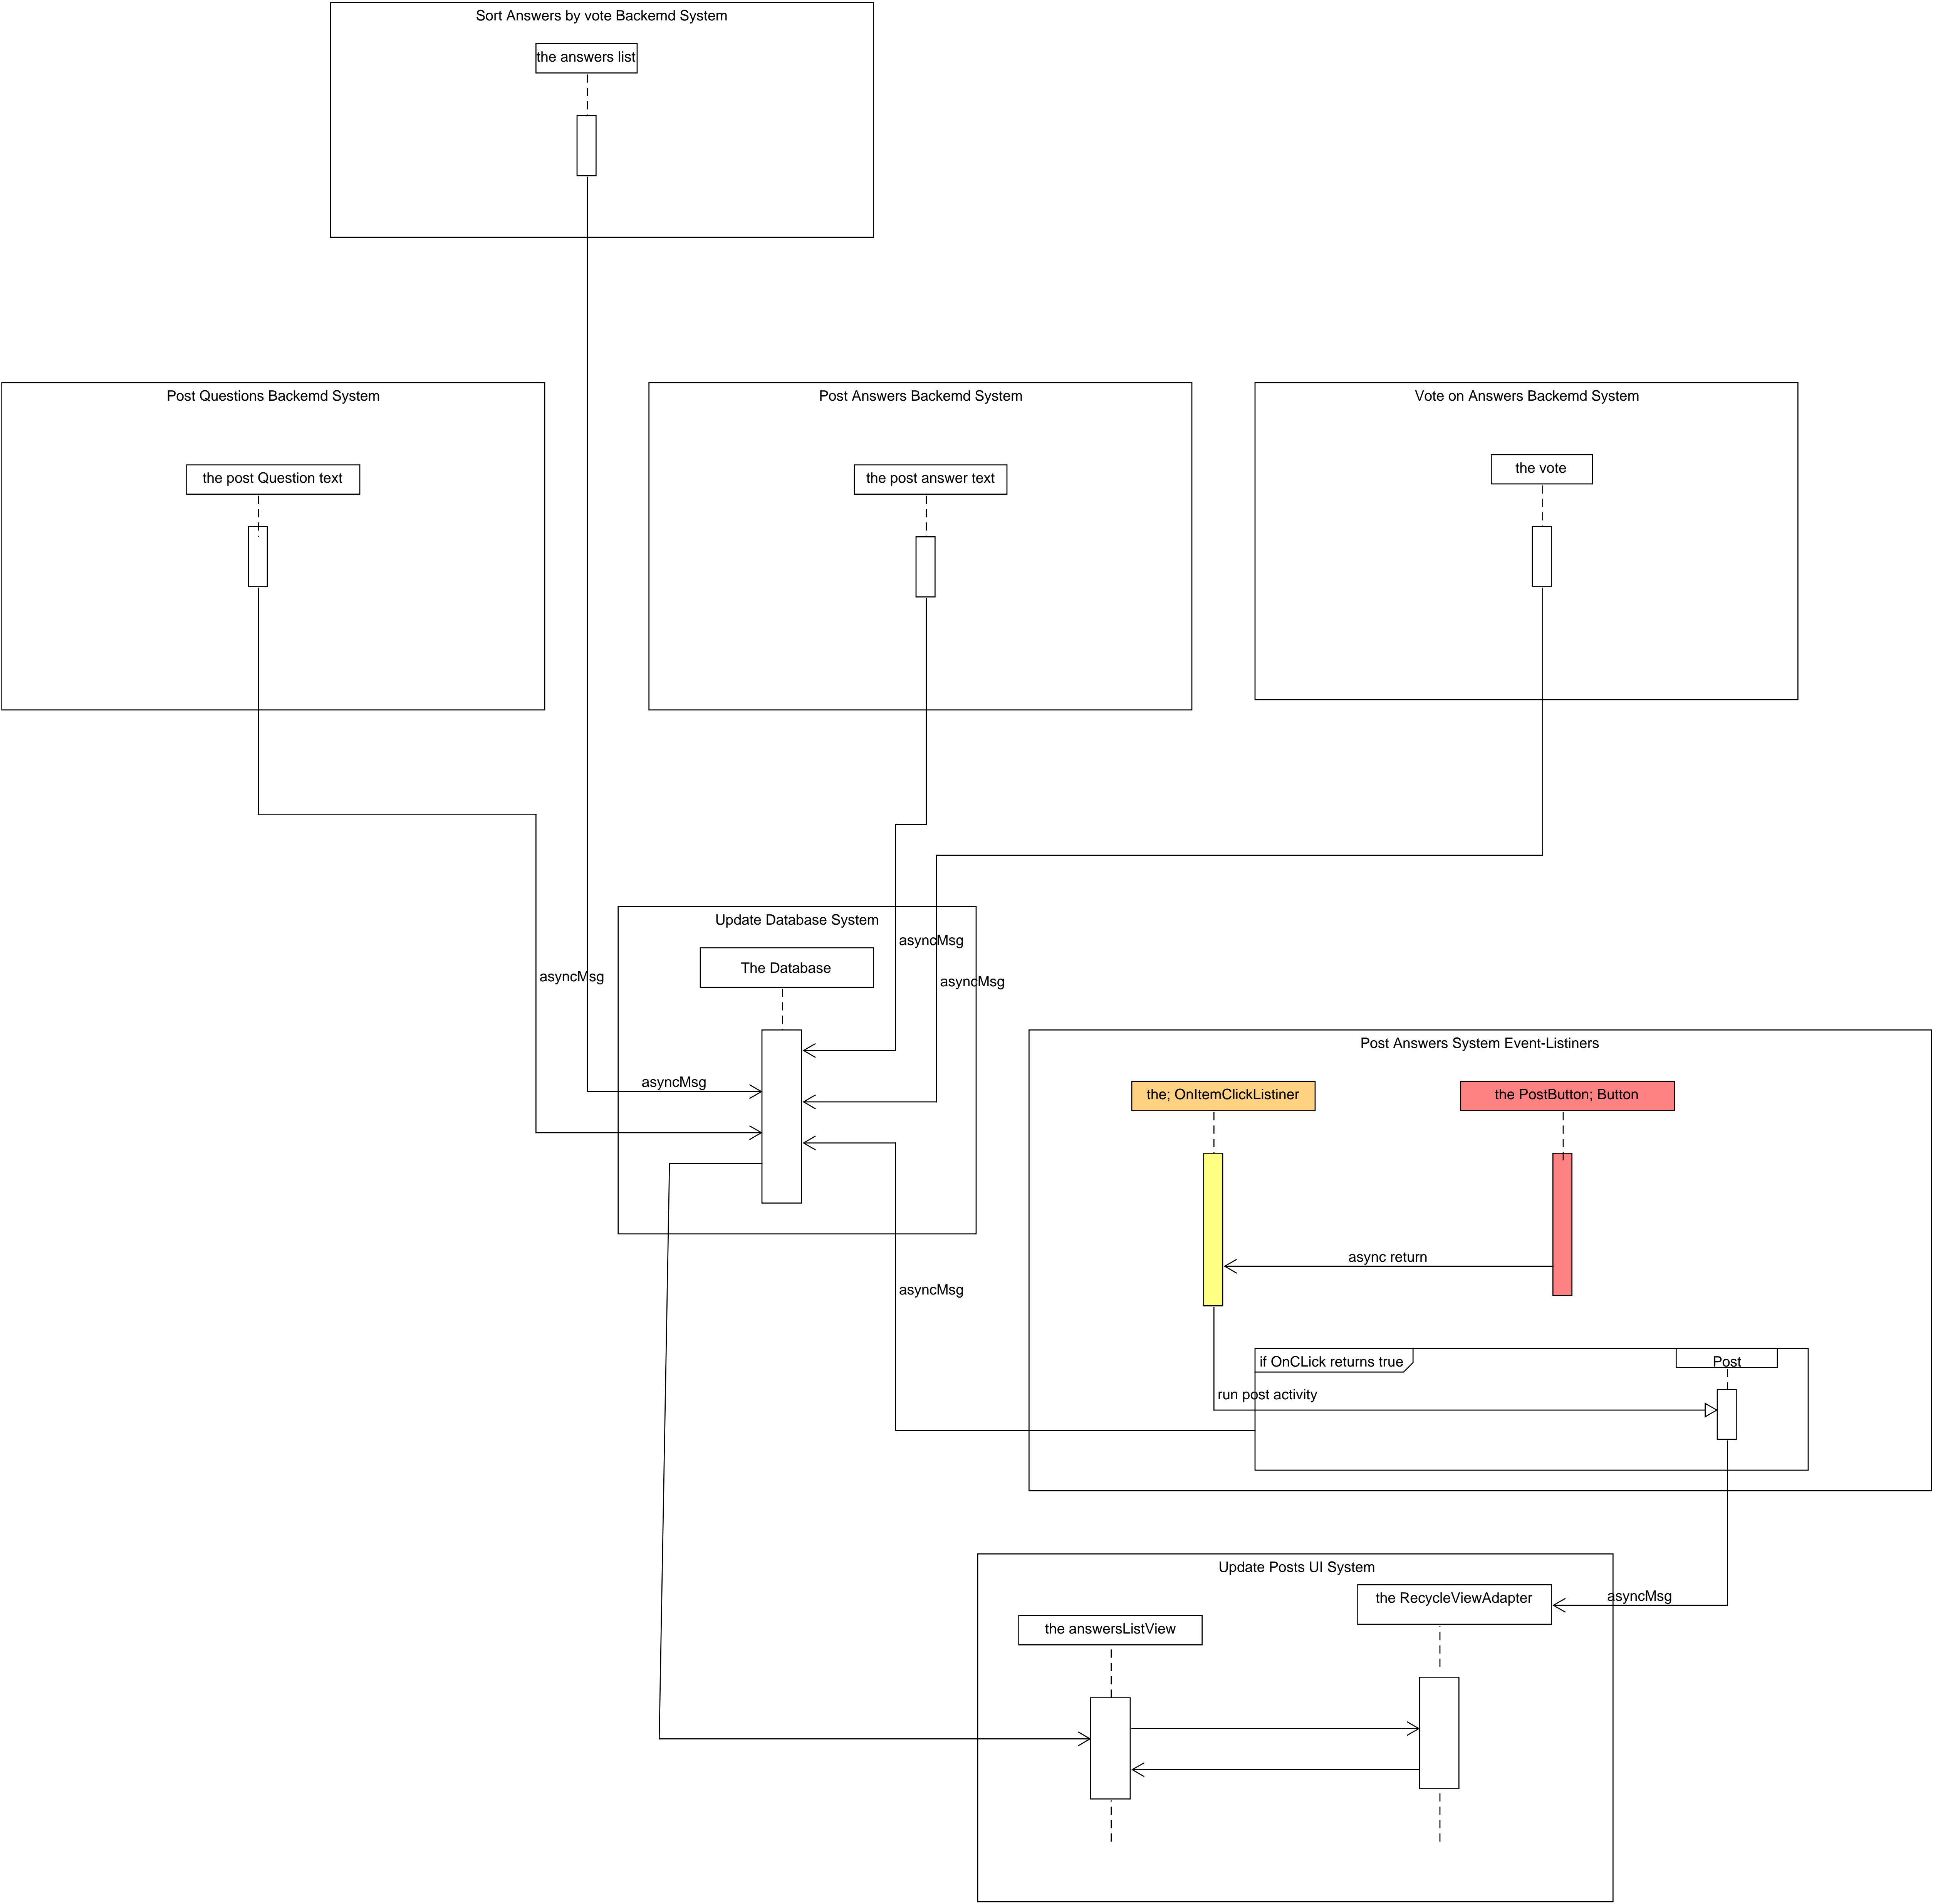 Sort Answers by vote Backemd System
the answers list
Post Questions Backemd System
Post Answers Backemd System
Vote on Answers Backemd System
the post Question text
the post answer text
the vote
Update Database System
asyncMsg
The Database
asyncMsg
asyncMsg
asyncMsg
Post Answers System Event-Listiners
the; OnItemClickListiner
the PostButton; Button
async return
asyncMsg
if OnCLick returns true
Post
run post activity
Update Posts UI System
the RecycleViewAdapter
asyncMsg
the answersListView